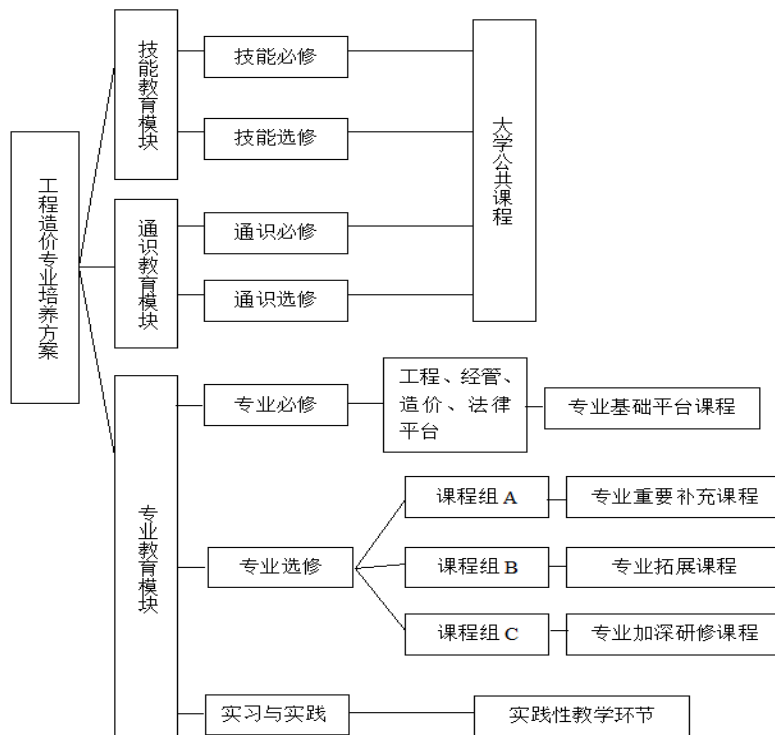 工程造价专业培养方案
技能教育模块
技能必修
技能选修
通识教育模块
通识必修
通识选修
大学公共课程
专业教育模块
专业必修
工程、经管、
造价、法律
平台
专业基础平台课程
专业选修
课程组 A
专业重要补充课程
课程组 B
专业拓展课程
课程组 C
专业加深研修课程
实习与实践
实践性教学环节